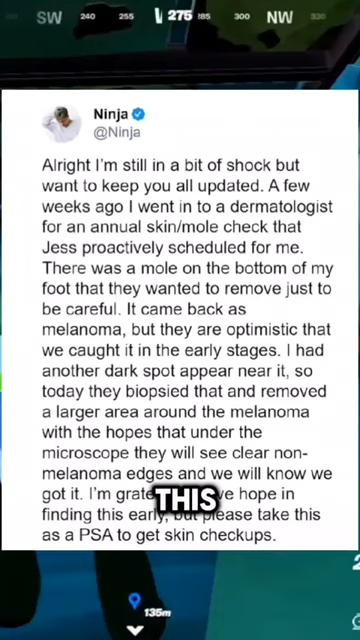 SW 240 255 275 285 300 NW 330
Ninja
@Ninja
Alright I'm still in a bit of shock but
want to keep you all updated. A few
weeks ago I went in to a dermatologist
for an annual skin/mole check that
Jess proactively scheduled for me.
There was a mole on the bottom of my
foot that they wanted to remove just to
be careful. It came back as
melanoma, but they are optimistic that
we caught it in the early stages. I had
another dark spot appear near it, so
today they biopsied that and removed
a larger area around the melanoma
with the hopes that under the
microscope they will see clear non-
melanoma edges and we will know we
got it. I'm hope in
THIS
finding this early, but please take this
as a PSA to get skin checkups.
135m